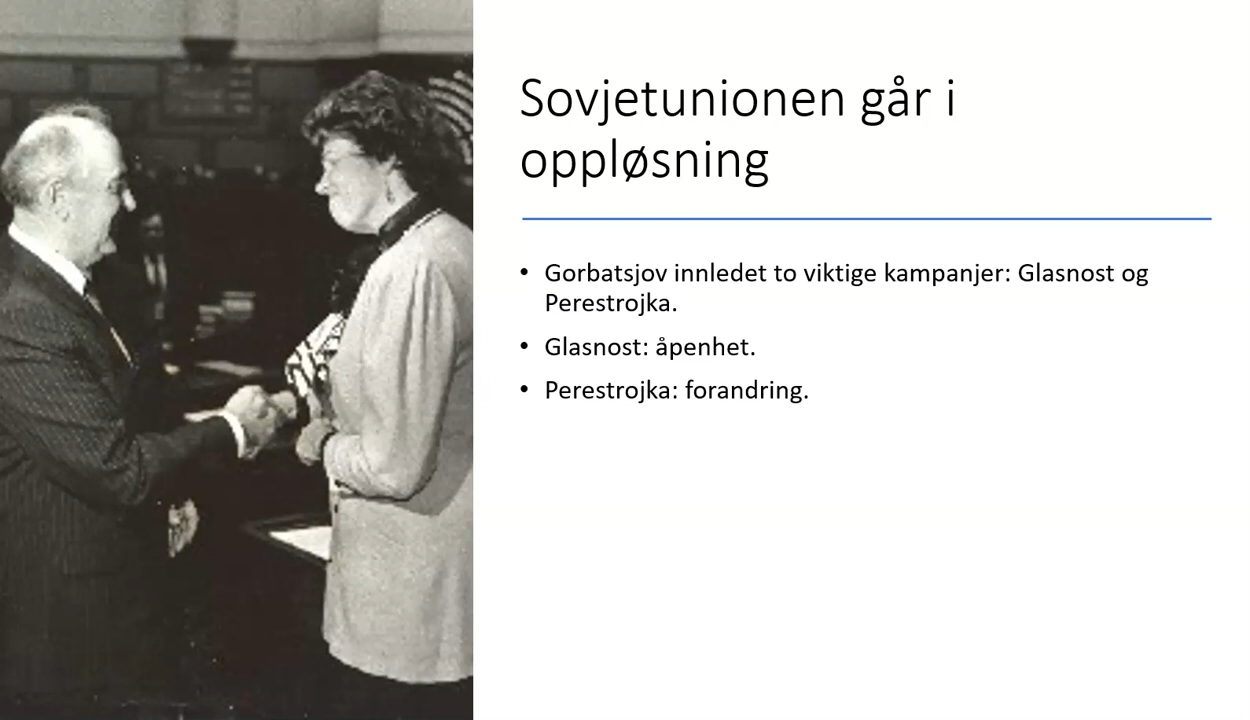 Sovjetunionen går i
oppløsning
• Gorbatsjov innledet to viktige kampanjer: Glasnost og
Perestrojka.
• Glasnost: åpenhet.
• Perestrojka: forandring.